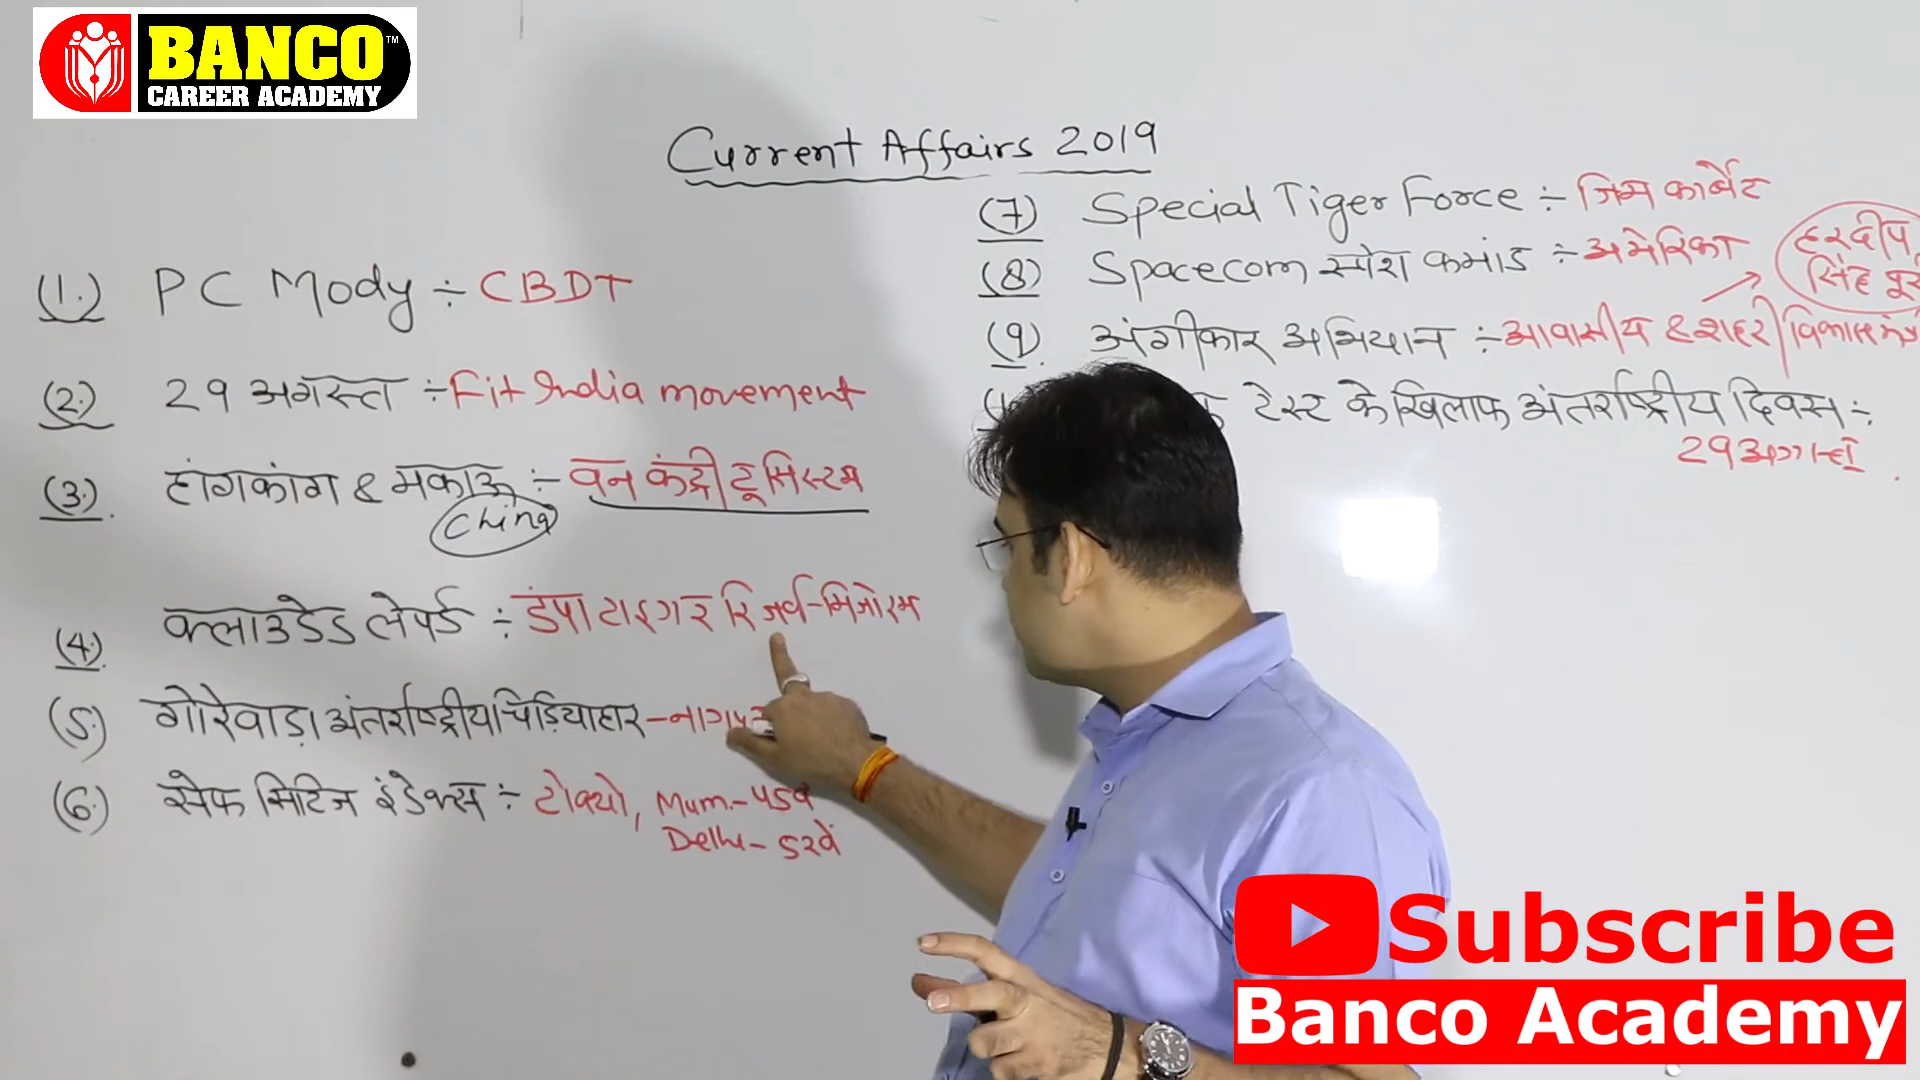 BANCO™
CAREER ACADEMY
Current Affairs 2019
(1.) PC Mody ÷ CBDT
(2.) 29 अगस्त ÷ Fit India movement
(3.) हांगकांग & मकाऊ ÷ वन कंट्री टू सिस्टम
China
(4.) क्लाउडेड लेपर्ड ÷ डंपा टाइगर रिजर्व-मिजोरम
(5.) गोरेवाड़ा अंतर्राष्ट्रीय चिड़ियाहार -
(6.) सेफ सिटिज इंडेक्स ÷ टोक्यो, Mum.- 45वें
Delhi - 52वें
(7) Special Tiger Force ÷ जिम कार्बेट
(8) Spacecom स्पेश कमांड ÷ अमेरिका
हरदीप
सिंह
(9) अंगीकार अभियान ÷ आवासीय & शहरी विकास
टेस्ट के खिलाफ अंतर्राष्ट्रीय दिवस ÷
29 अगस्त
Subscribe
Banco Academy